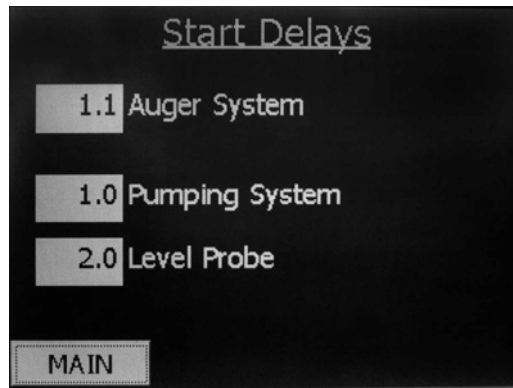 Start Delays
1.1 Auger System
1.0 Pumping System
2.0 Level Probe
MAIN